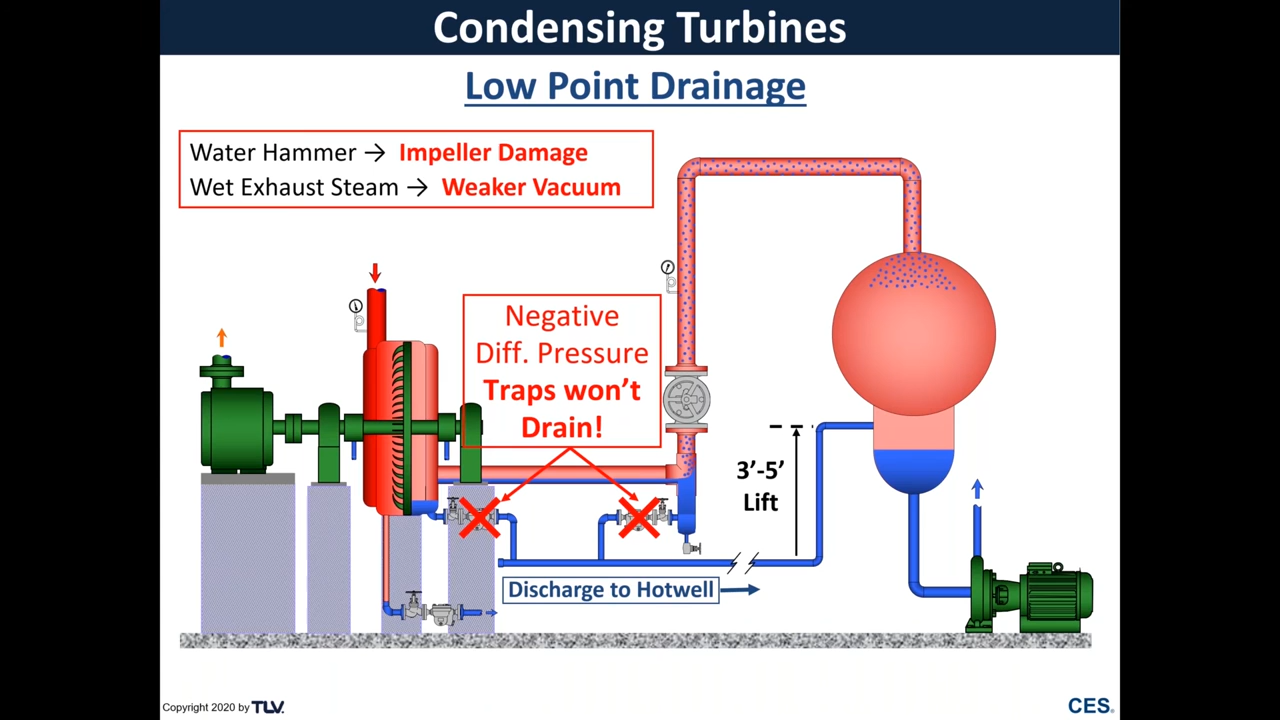 Condensing Turbines
Low Point Drainage
Water Hammer → Impeller Damage
Wet Exhaust Steam → Weaker Vacuum
Negative
Diff. Pressure
Traps won’t
Drain!
3’-5’
Lift
Discharge to Hotwell
Copyright 2020 by TLV.
CES®